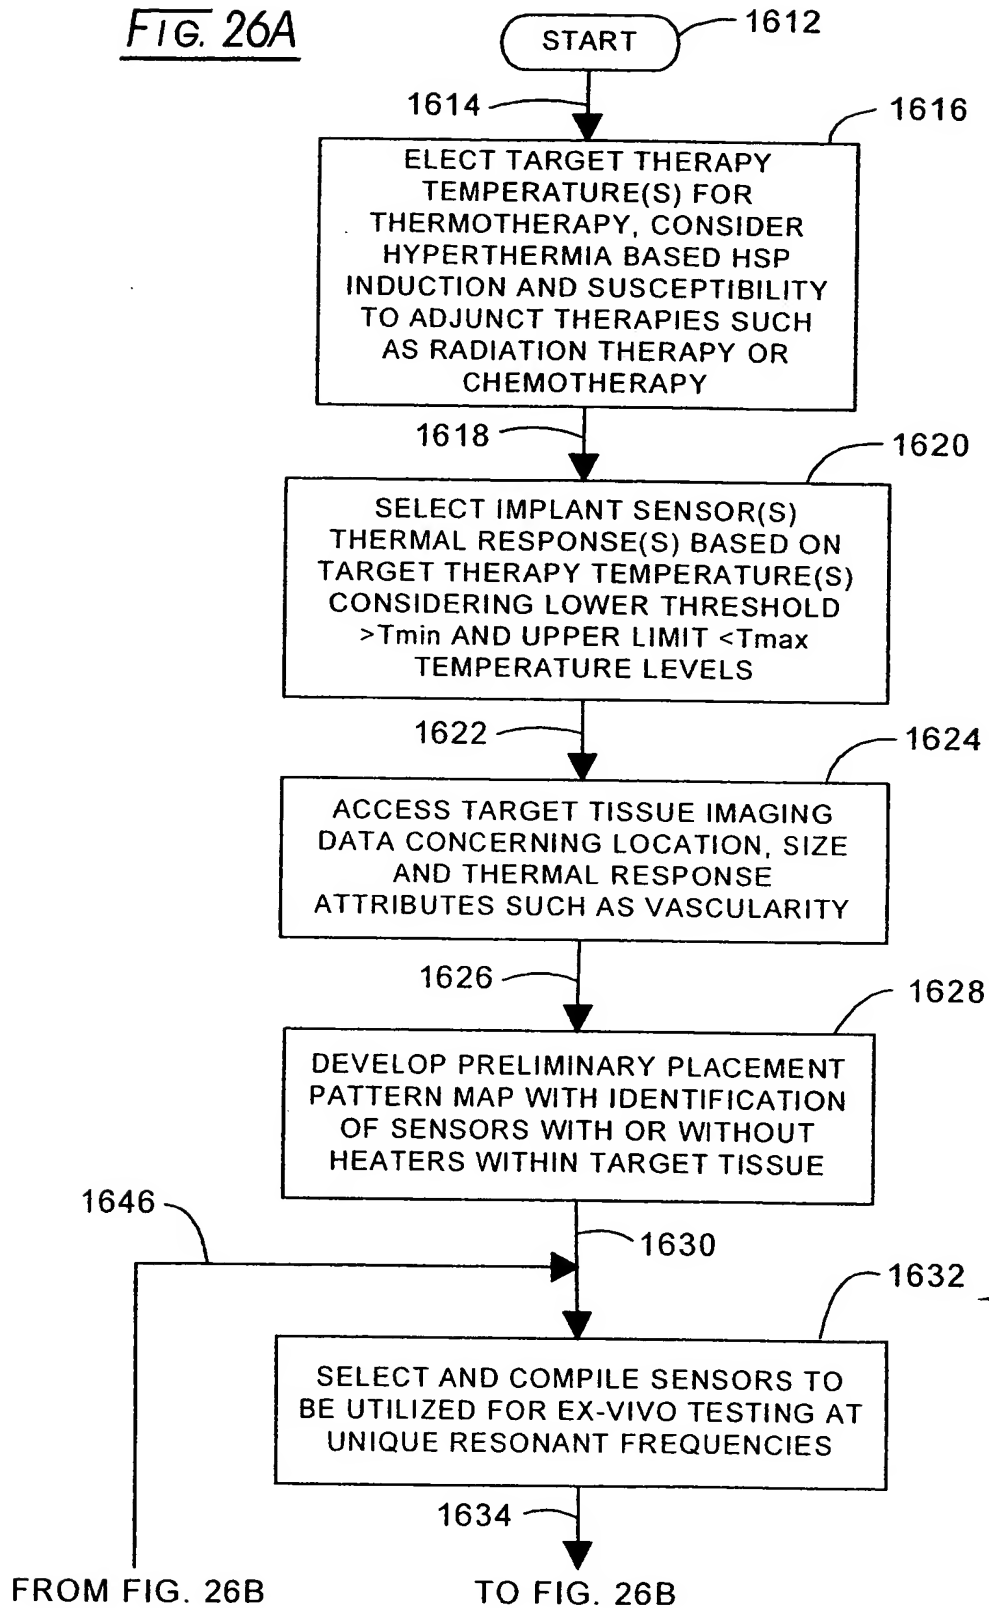 FIG. 26A
START
1612
1614
1616
ELECT TARGET THERAPY
TEMPERATURE(S) FOR
THERMOTHERAPY, CONSIDER
HYPERTHERMIA BASED HSP
INDUCTION AND SUSCEPTIBILITY
TO ADJUNCT THERAPIES SUCH
AS RADIATION THERAPY OR
CHEMOTHERAPY
1618
1620
SELECT IMPLANT SENSOR(S)
THERMAL RESPONSE(S) BASED ON
TARGET THERAPY TEMPERATURE(S)
CONSIDERING LOWER THRESHOLD
>Tmin AND UPPER LIMIT <Tmax
TEMPERATURE LEVELS
1622
1624
ACCESS TARGET TISSUE IMAGING
DATA CONCERNING LOCATION, SIZE
AND THERMAL RESPONSE
ATTRIBUTES SUCH AS VASCULARITY
1626
1628
DEVELOP PRELIMINARY PLACEMENT
PATTERN MAP WITH IDENTIFICATION
OF SENSORS WITH OR WITHOUT
HEATERS WITHIN TARGET TISSUE
1646
1630
1632
SELECT AND COMPILE SENSORS TO
BE UTILIZED FOR EX-VIVO TESTING AT
UNIQUE RESONANT FREQUENCIES
1634
FROM FIG. 26B
TO FIG. 26B